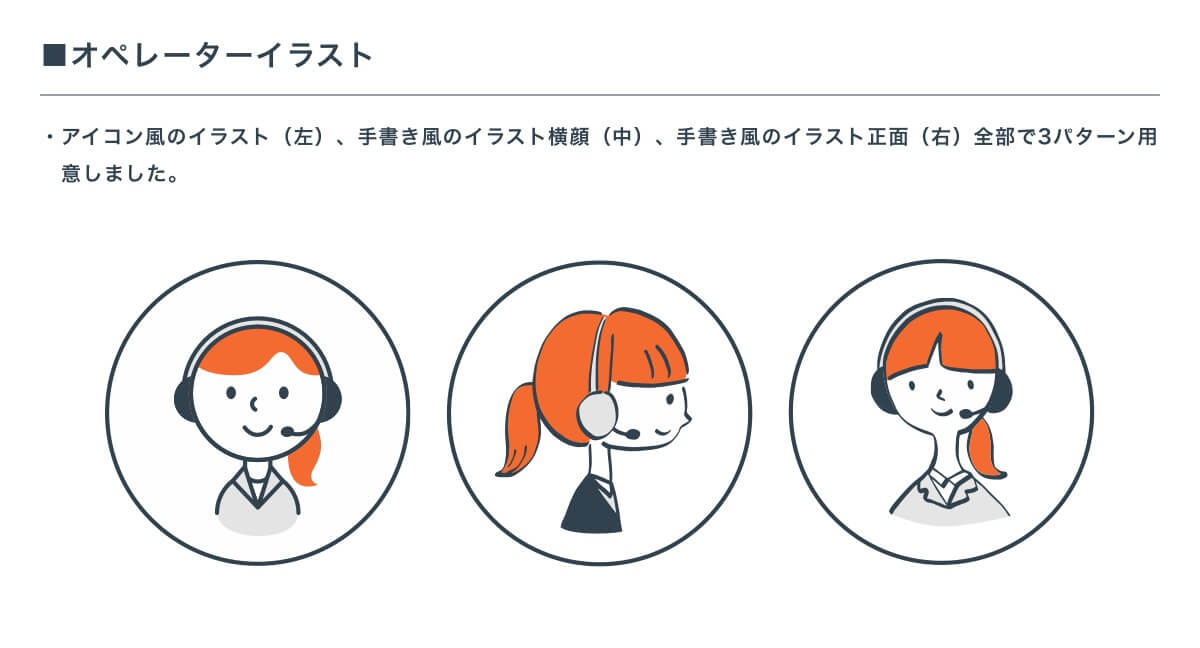 ■オペレーターイラスト
・アイコン風のイラスト（左）、手書き風のイラスト横顔（中）、手書き風のイラスト正面（右）全部で3パターン用
意しました。